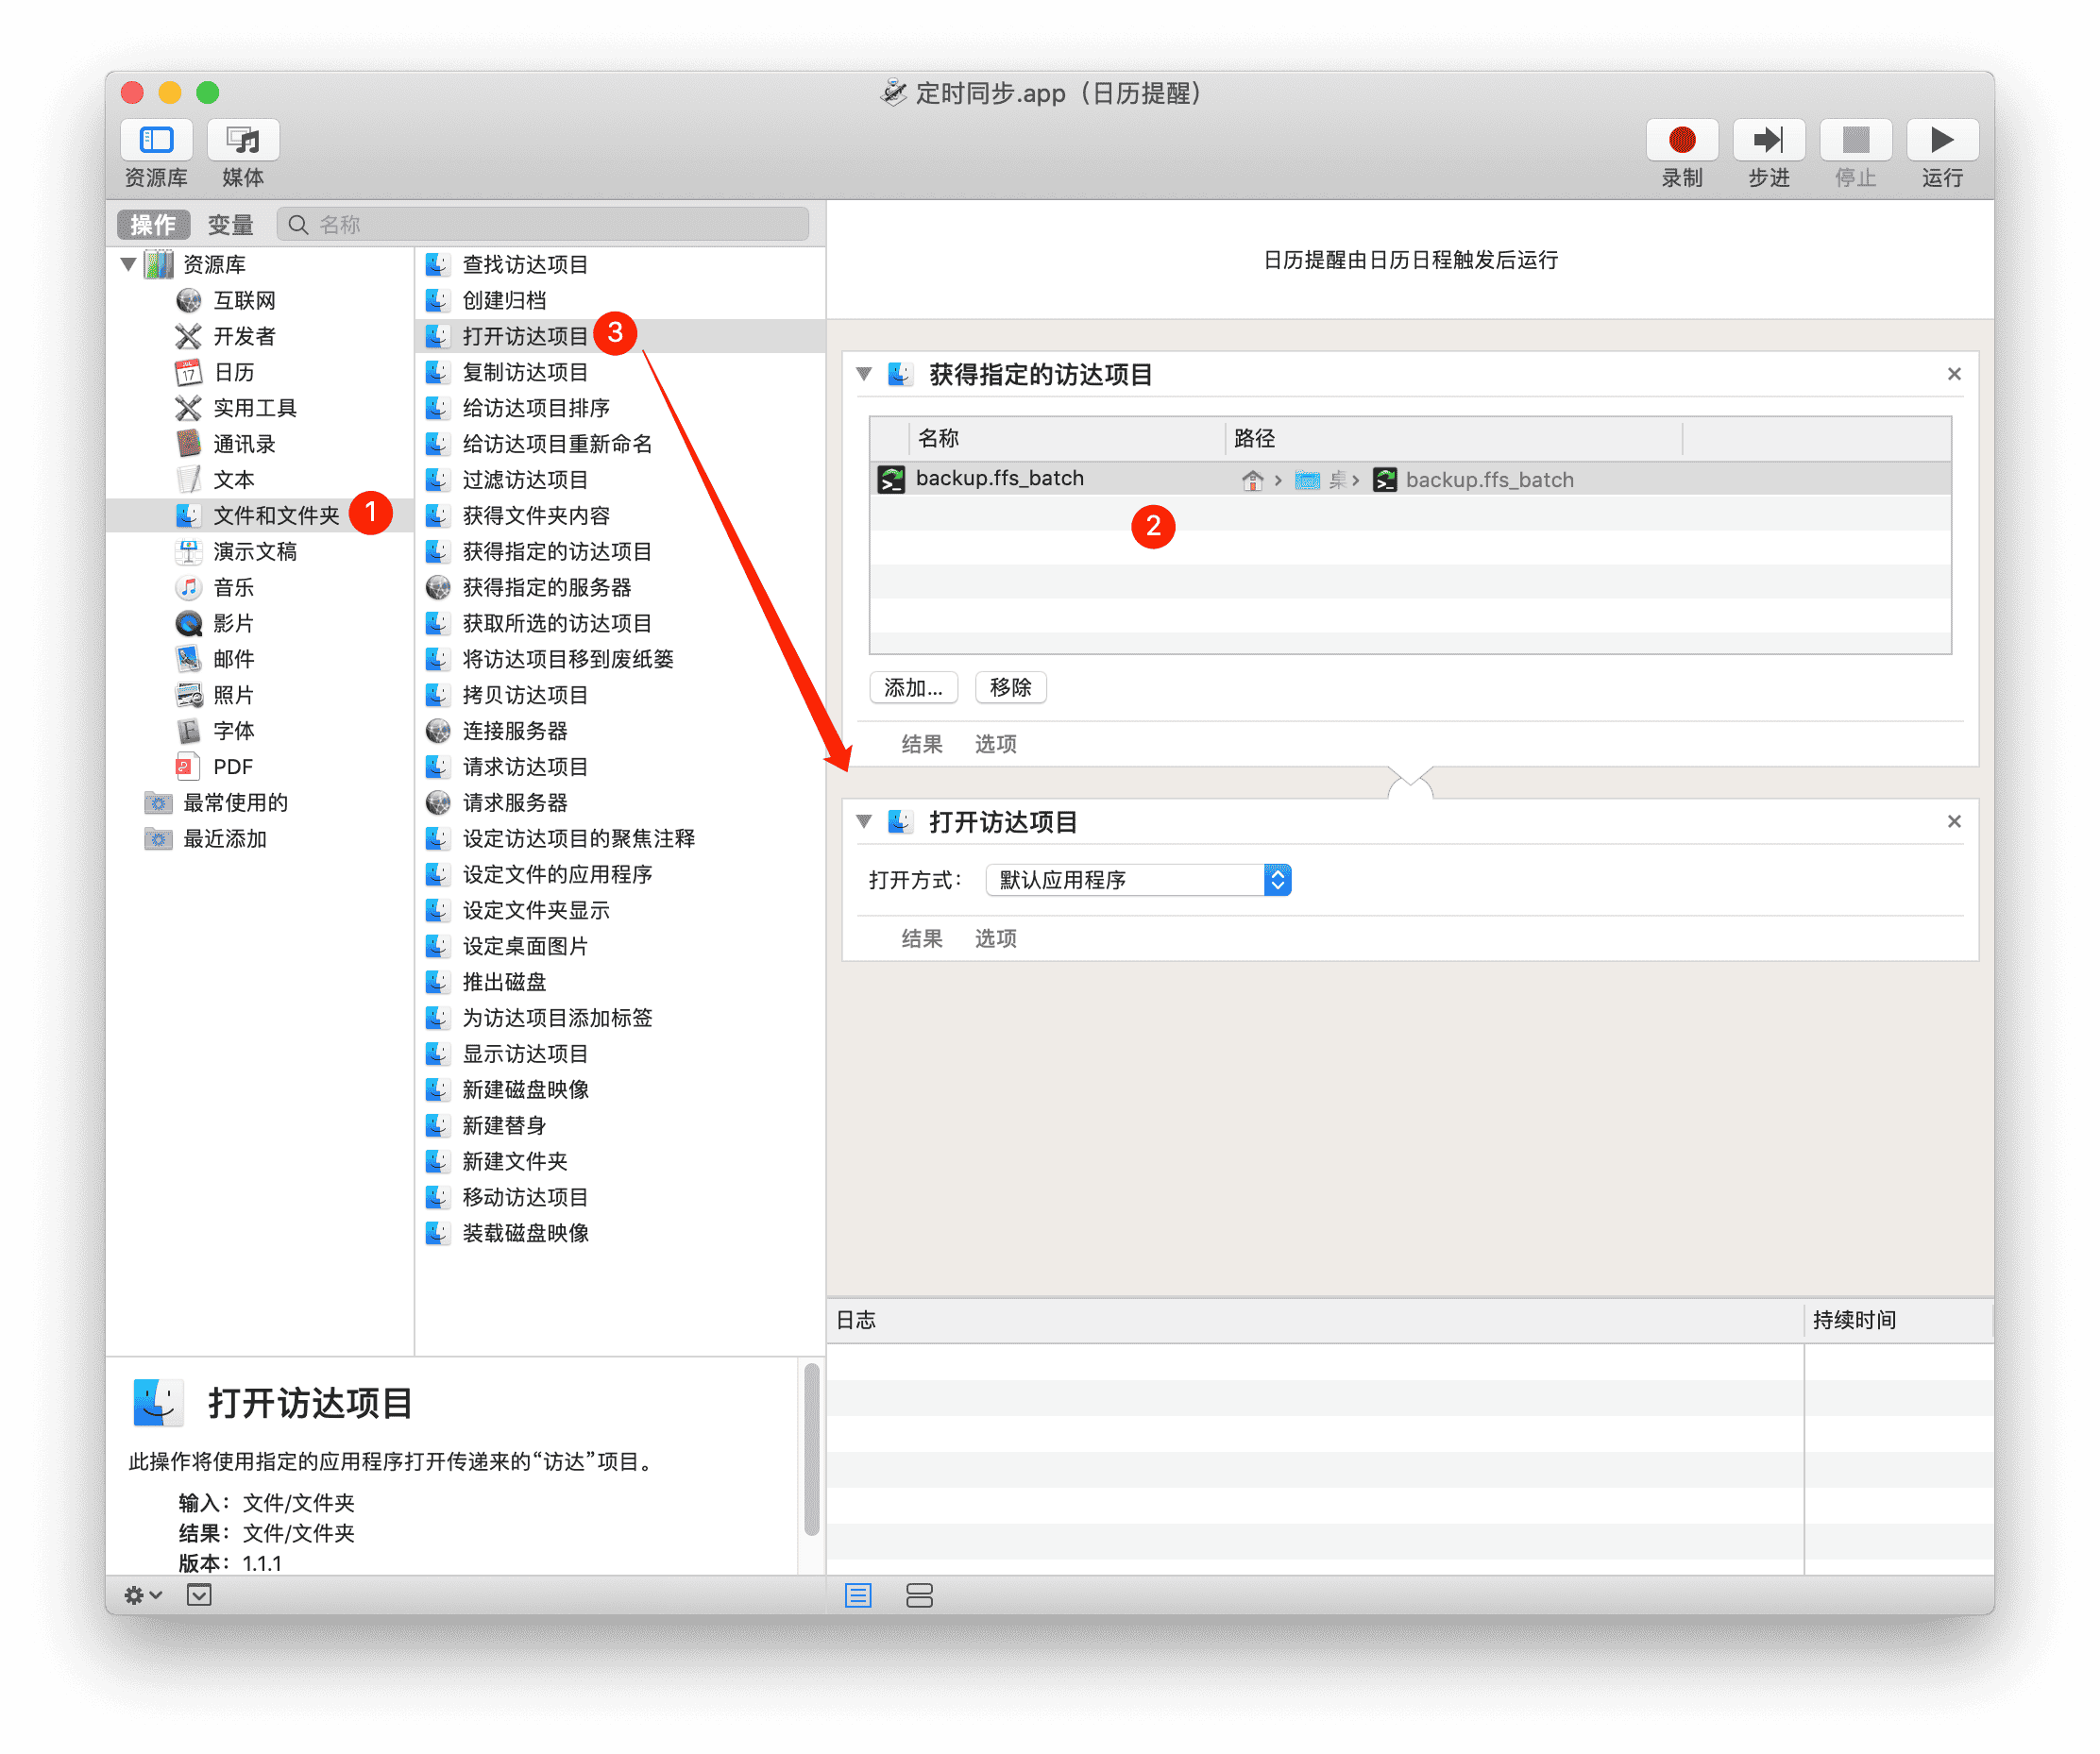 定时同步.app（日历提醒）
资源库
媒体
录制
步进
停止
运行
操作
变量
名称
资源库
互联网
开发者
日历
实用工具
通讯录
文本
文件和文件夹
1
演示文稿
音乐
影片
邮件
照片
字体
PDF
最常使用的
最近添加
查找访达项目
创建归档
打开访达项目
3
复制访达项目
给访达项目排序
给访达项目重新命名
过滤访达项目
获得文件夹内容
获得指定的访达项目
获得指定的服务器
获取所选的访达项目
将访达项目移到废纸篓
拷贝访达项目
连接服务器
请求访达项目
请求服务器
设定访达项目的聚焦注释
设定文件的应用程序
设定文件夹显示
设定桌面图片
推出磁盘
为访达项目添加标签
显示访达项目
新建磁盘映像
新建替身
新建文件夹
移动访达项目
装载磁盘映像
打开访达项目
此操作将使用指定的应用程序打开传递来的“访达”项目。
输入： 文件/文件夹
结果： 文件/文件夹
版本： 1.1.1
日历提醒由日历日程触发后运行
获得指定的访达项目
名称
路径
backup.ffs_batch
桌
backup.ffs_batch
2
添加...
移除
结果
选项
打开访达项目
打开方式：
默认应用程序
结果
选项
日志
持续时间